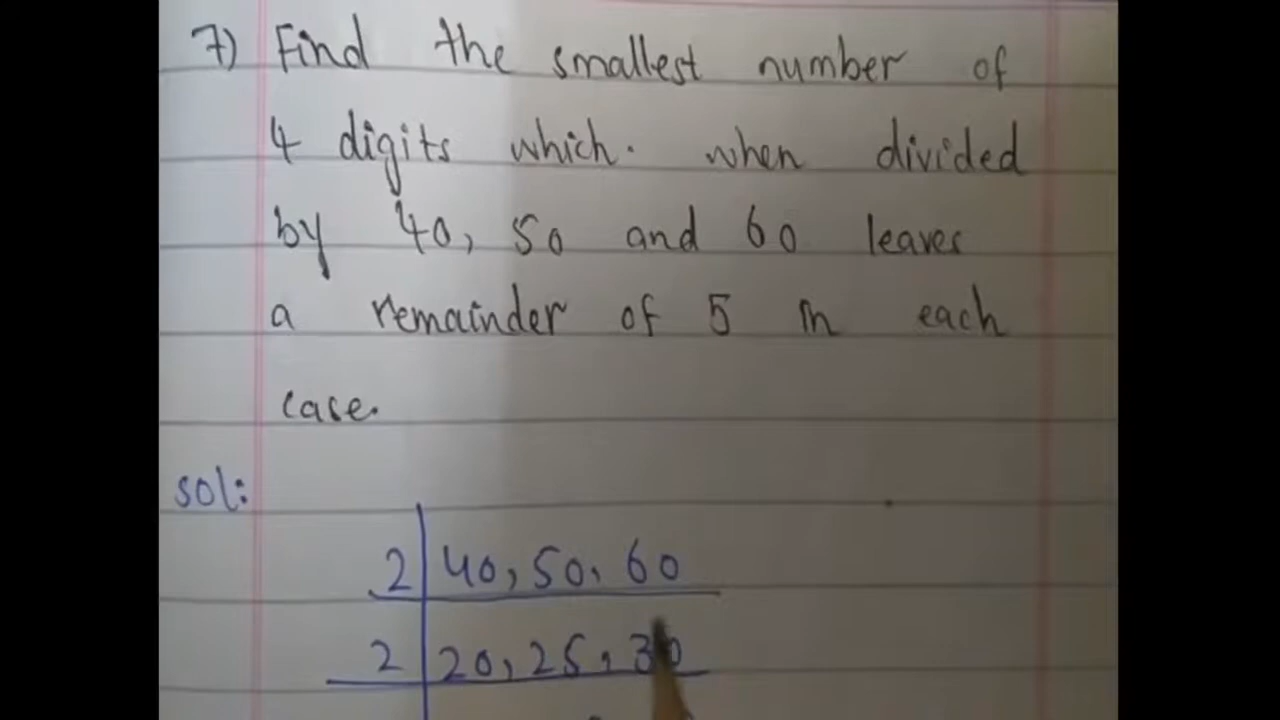 7) Find the smallest number of
4 digits which. when divided
by 40, 50 and 60 leaves
a remainder of 5 in each
case.
sol:
2 40, 50, 60
2 20, 25, 30